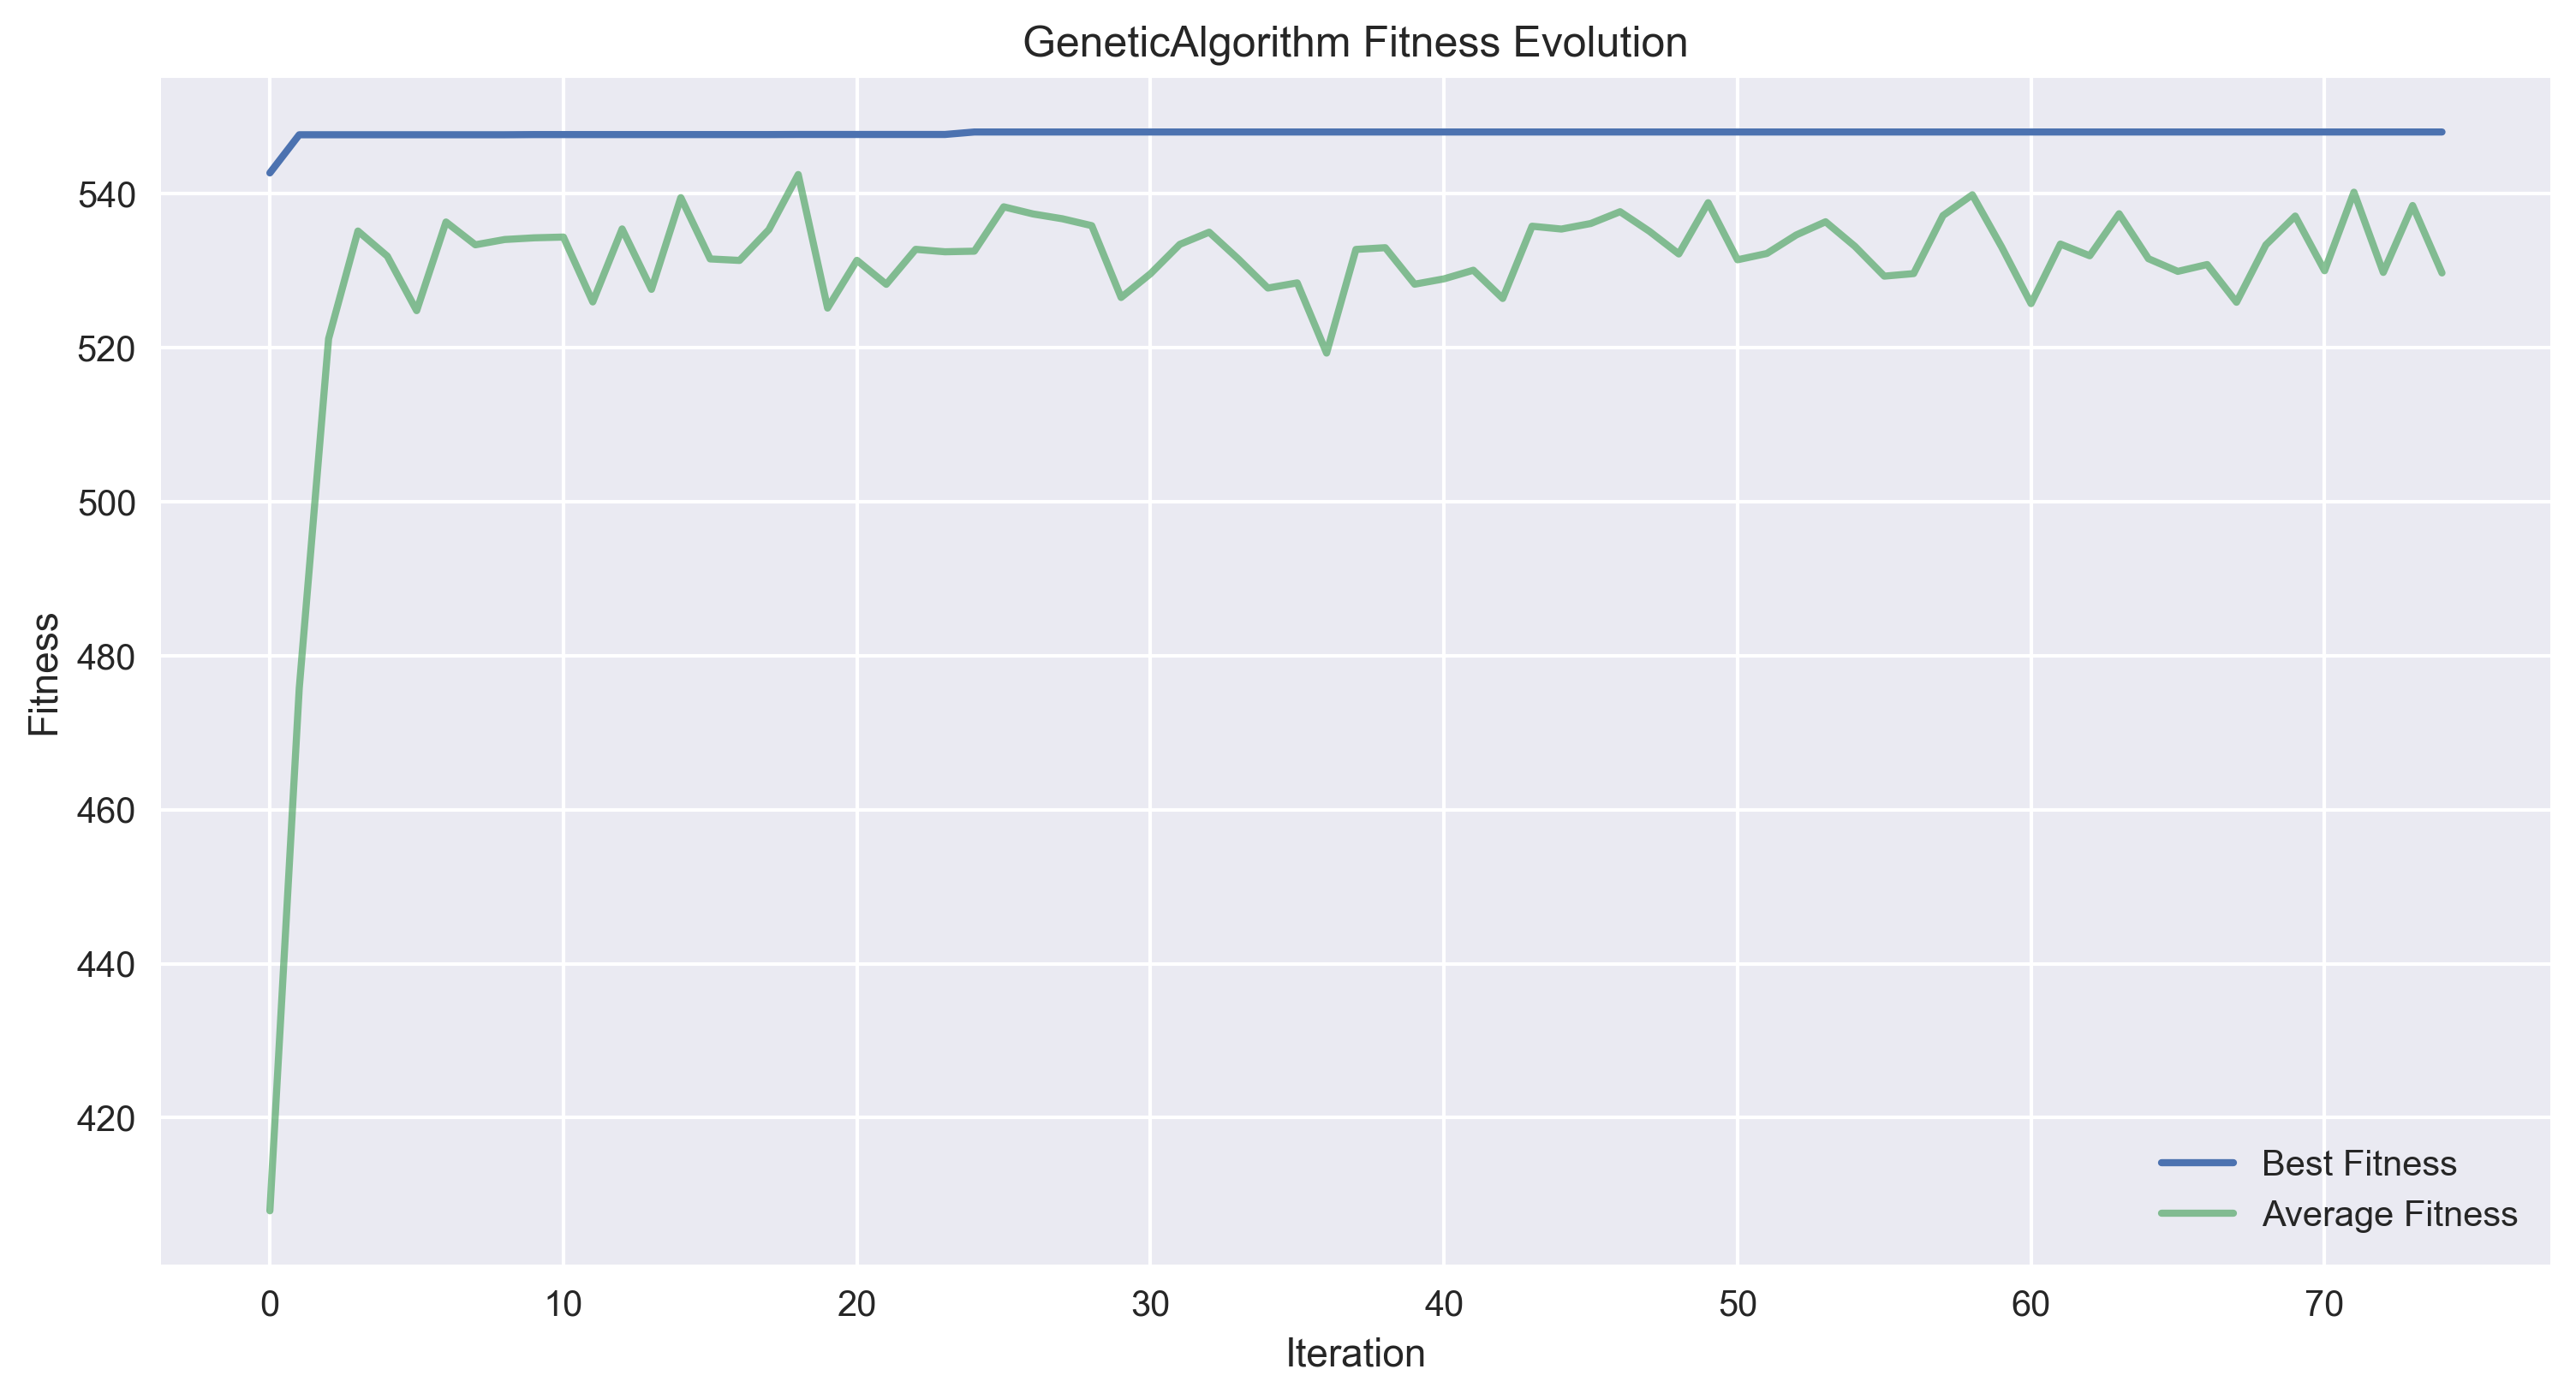 GeneticAlgorithm Fitness Evolution
Fitness
540
520
500
480
460
440
420
0 10 20 30 40 50 60 70
Iteration
Best Fitness
Average Fitness